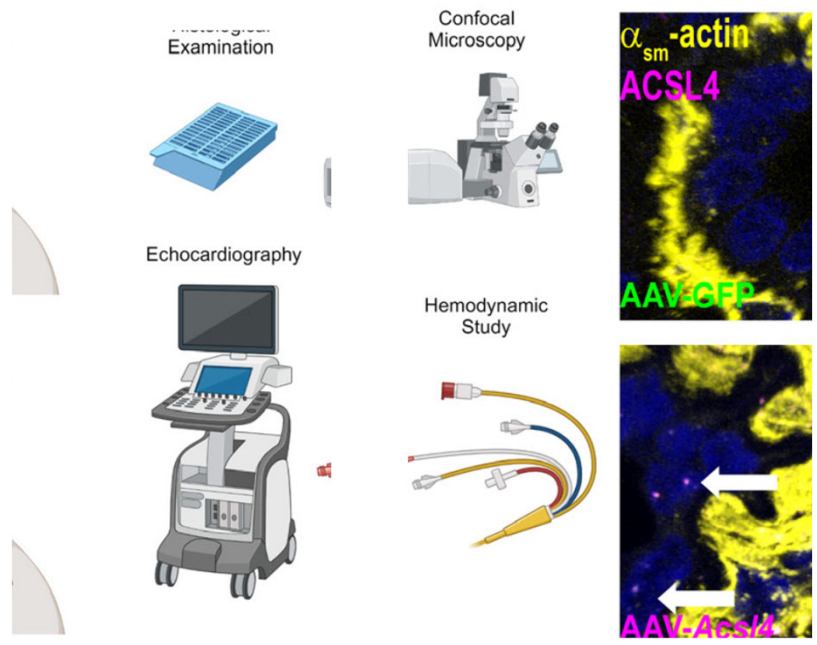 Examination
Confocal
Microscopy
Echocardiography
Hemodynamic
Study
αsm-actin
ACSL4
AAV-GFP
AAV-Acsl4